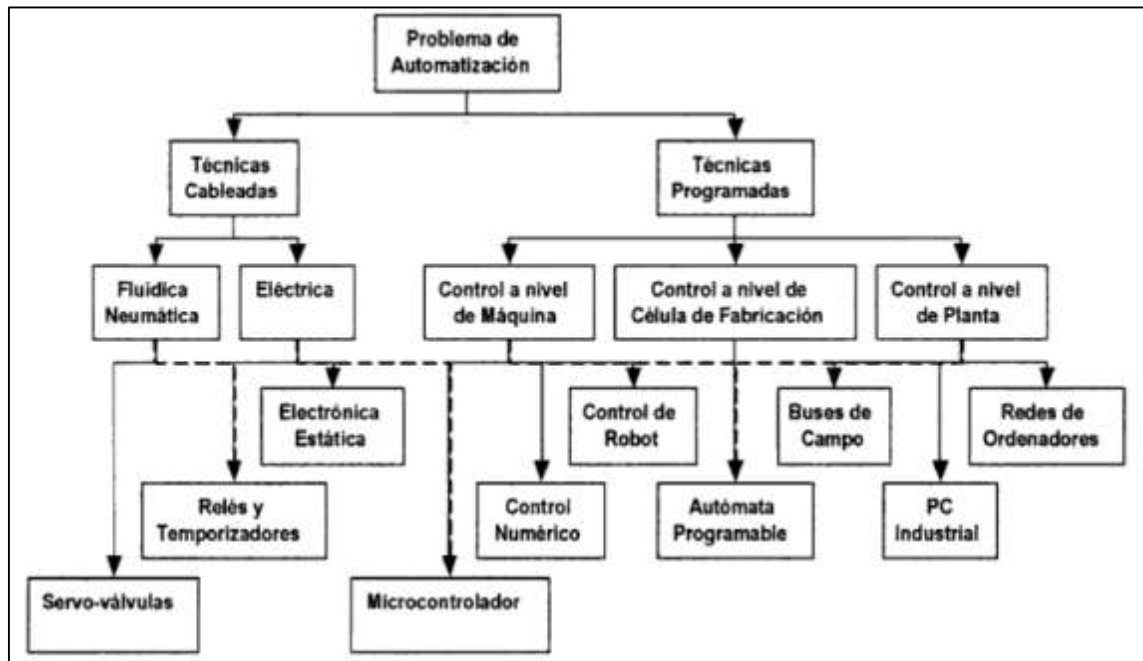 Problema de
Automatización
Técnicas
Cableadas
Técnicas
Programadas
Fluídica
Neumática
Eléctrica
Control a nivel
de Máquina
Control a nivel de
Célula de Fabricación
Control a nivel
de Planta
Electrónica
Estática
Control de
Robot
Buses de
Campo
Redes de
Ordenadores
Relés y
Temporizadores
Control
Numérico
Autómata
Programable
PC
Industrial
Servo-válvulas
Microcontrolador